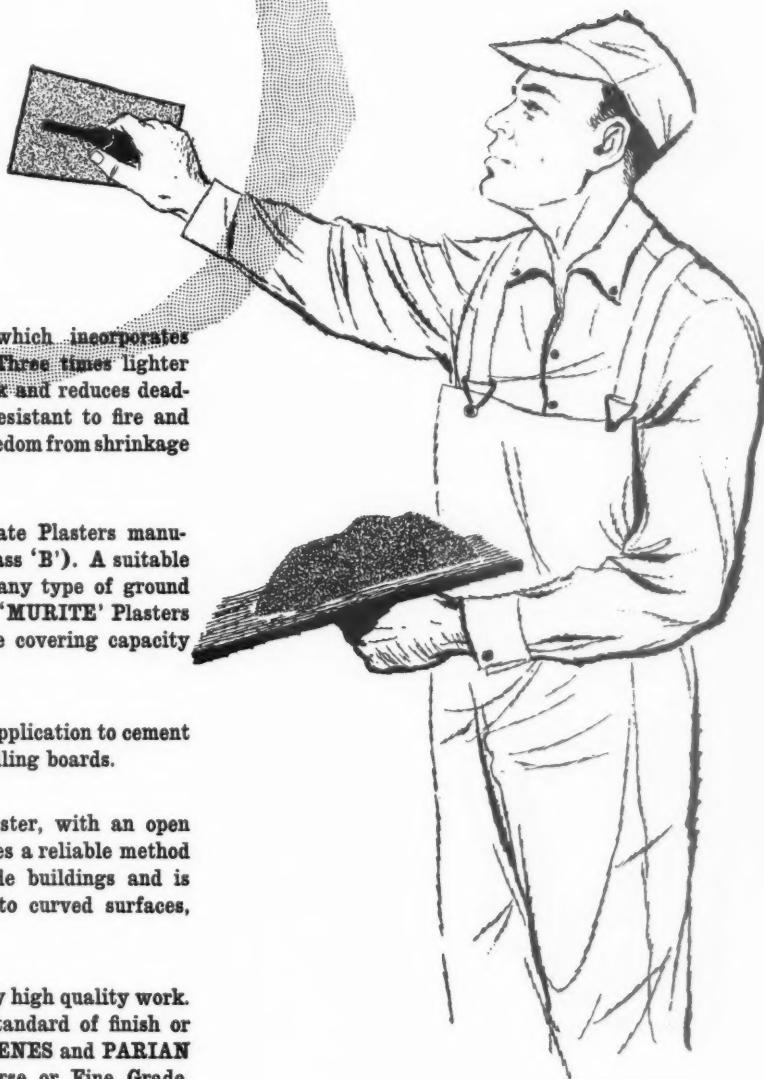 which incorporates
Three times lighter
k and reduces dead-
esistant to fire and
edom from shrinkage
ate Plasters manu-
ass 'B'). A suitable
any type of ground
'MURITE' Plasters
e covering capacity
pplication to cement
ling boards.
ster, with an open
es a reliable method
le buildings and is
to curved surfaces,
y high quality work.
tandard of finish or
ENES and PARIAN
rse or Fine Grade.